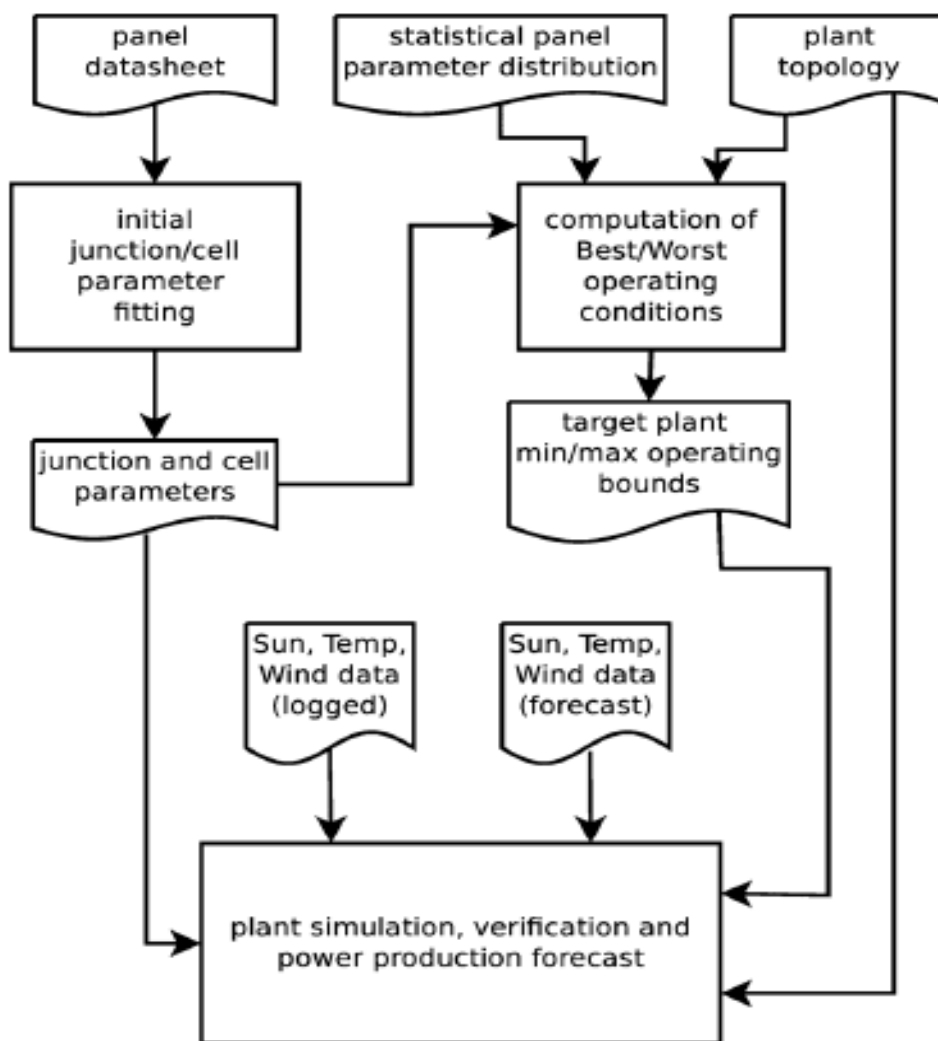 panel
datasheet
statistical panel
parameter distribution
plant
topology
initial
junction/cell
parameter
fitting
computation of
Best/Worst
operating
conditions
junction and cell
parameters
target plant
min/max operating
bounds
Sun, Temp,
Wind data
(logged)
Sun, Temp,
Wind data
(forecast)
plant simulation, verification and
power production forecast